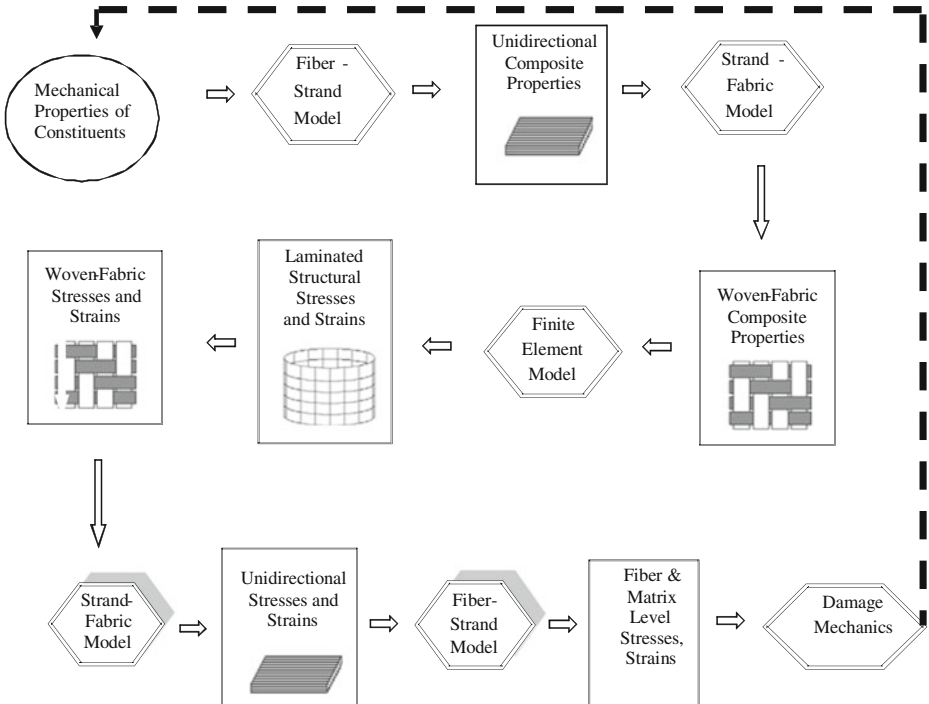 Mechanical
Properties of
Constituents
Fiber -
Strand
Model
Unidirectional
Composite
Properties
Strand -
Fabric
Model
Woven-Fabric
Composite
Properties
Finite
Element
Model
Laminated
Structural
Stresses
and Strains
Woven-Fabric
Stresses and
Strains
Strand-
Fabric
Model
Unidirectional
Stresses and
Strains
Fiber-
Strand
Model
Fiber &
Matrix
Level
Stresses,
Strains
Damage
Mechanics